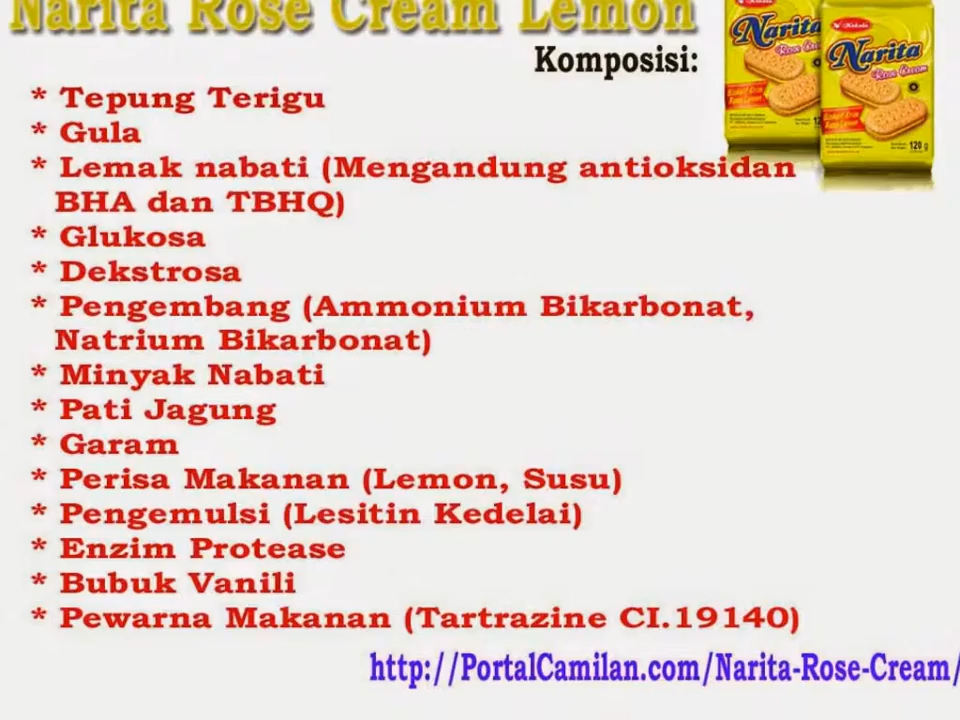 Narita Rose Cream Lemon
Komposisi:
* Tepung Terigu
* Gula
* Lemak nabati (Mengandung antioksidan
BHA dan TBHQ)
* Glukosa
* Dekstrosa
* Pengembang (Ammonium Bikarbonat,
Natrium Bikarbonat)
* Minyak Nabati
* Pati Jagung
* Garam
* Perisa Makanan (Lemon, Susu)
* Pengemulsi (Lesitin Kedelai)
* Enzim Protease
* Bubuk Vanili
* Pewarna Makanan (Tartrazine CI.19140)
http://PortalCamilan.com/Narita-Rose-Cream/
Narita
Narita
Rose Cream
120 g